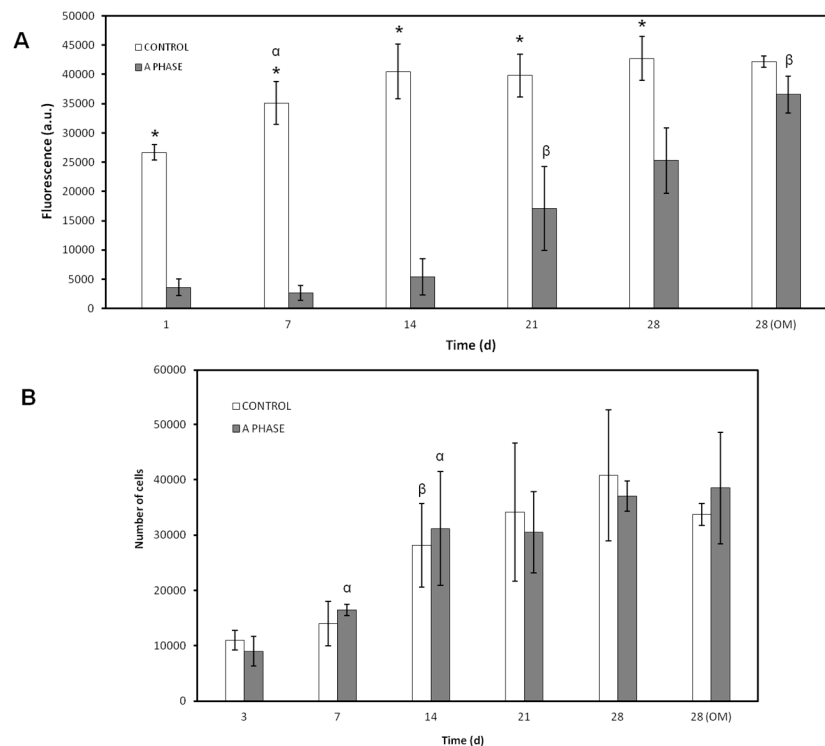 A
50000
45000
40000
35000
30000
25000
20000
15000
10000
5000
0
Fluorescence (a.u.)
CONTROL
A PHASE
*
α
*
*
*
β
*
β
1 7 14 21 28 28 (OM)
Time (d)
B
60000
50000
40000
30000
20000
10000
0
Number of cells
CONTROL
A PHASE
α
β
α
3 7 14 21 28 28 (OM)
Time (d)